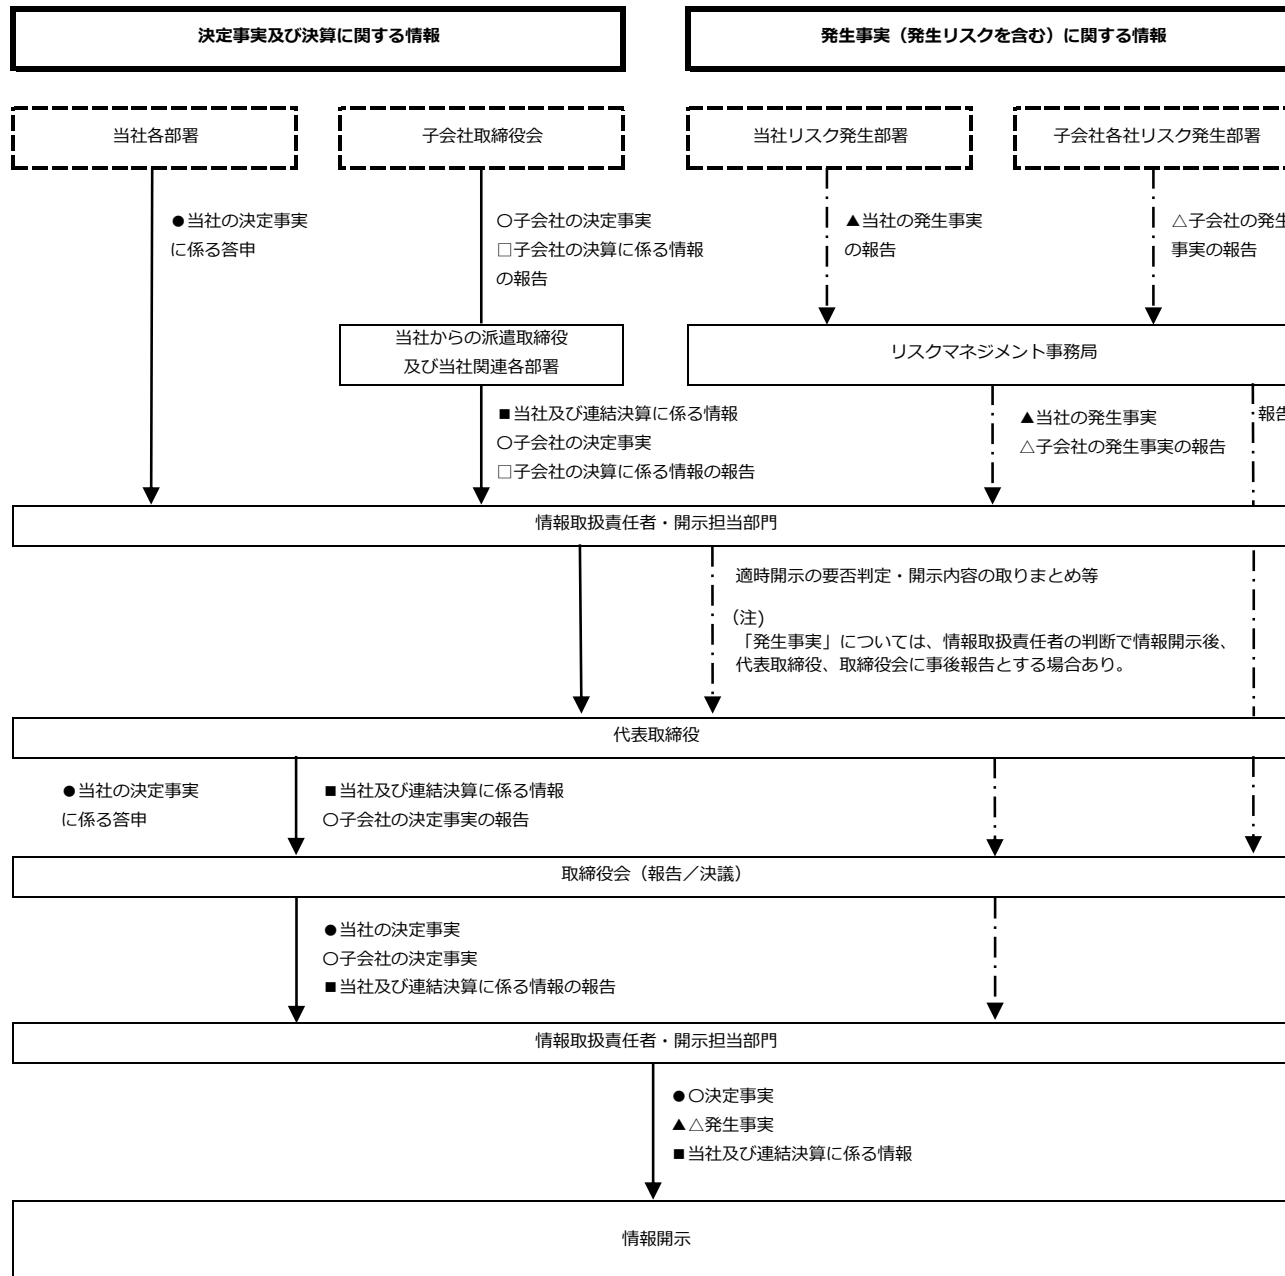 決定事実及び決算に関する情報
発生事実（発生リスクを含む）に関する情報
当社各部署
子会社取締役会
当社リスク発生部署
子会社各社リスク発生部署
●当社の決定事実
に係る答申
○子会社の決定事実
□子会社の決算に係る情報
の報告
▲当社の発生事実
の報告
△子会社の発生
事実の報告
当社からの派遣取締役
及び当社関連各部署
リスクマネジメント事務局
■当社及び連結決算に係る情報
○子会社の決定事実
□子会社の決算に係る情報の報告
▲当社の発生事実
△子会社の発生事実の報告
報告
情報取扱責任者・開示担当部門
適時開示の要否判定・開示内容の取りまとめ等
（注)
「発生事実」については、情報取扱責任者の判断で情報開示後、
代表取締役、取締役会に事後報告とする場合あり。
代表取締役
●当社の決定事実
に係る答申
■当社及び連結決算に係る情報
○子会社の決定事実の報告
取締役会（報告／決議）
●当社の決定事実
○子会社の決定事実
■当社及び連結決算に係る情報の報告
情報取扱責任者・開示担当部門
●○決定事実
▲△発生事実
■当社及び連結決算に係る情報
情報開示